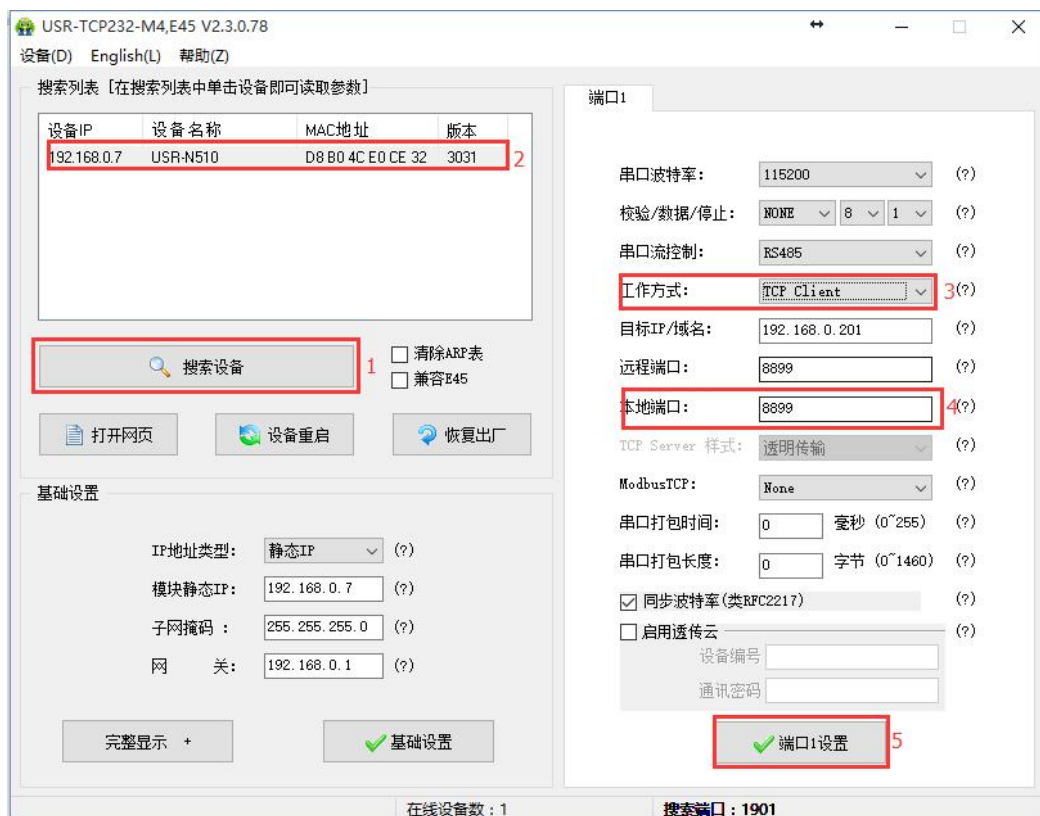 USR-TCP232-M4,E45 V2.3.0.78
设备(D) English(L) 帮助(Z)
搜索列表 [在搜索列表中单击设备即可读取参数]
设备IP 设备名称 MAC地址 版本
192.168.0.7 USR-N510 D8 B0 4C E0 CE 32 3031 2
1 搜索设备
清除ARP表
兼容E45
打开网页 设备重启 恢复出厂
基础设置
IP地址类型: 静态IP (?)
模块静态IP: 192.168.0.7 (?)
子网掩码 : 255.255.255.0 (?)
网 关: 192.168.0.1 (?)
完整显示 + 基础设置
端口1
串口波特率: 115200 (?)
校验/数据/停止: NONE 8 1 (?)
串口流控制: RS485 (?)
工作方式: TCP Client 3 (?)
目标IP/域名: 192.168.0.201 (?)
远程端口: 8899 (?)
本地端口: 8899 4 (?)
TCP Server 样式: 透明传输 (?)
ModbusTCP: None (?)
串口打包时间: 0 毫秒 (0~255) (?)
串口打包长度: 0 字节 (0~1460) (?)
同步波特率(类RFC2217) (?)
启用透传云 (?)
设备编号
通讯密码
端口1设置 5
在线设备数:1 搜索端口:1901